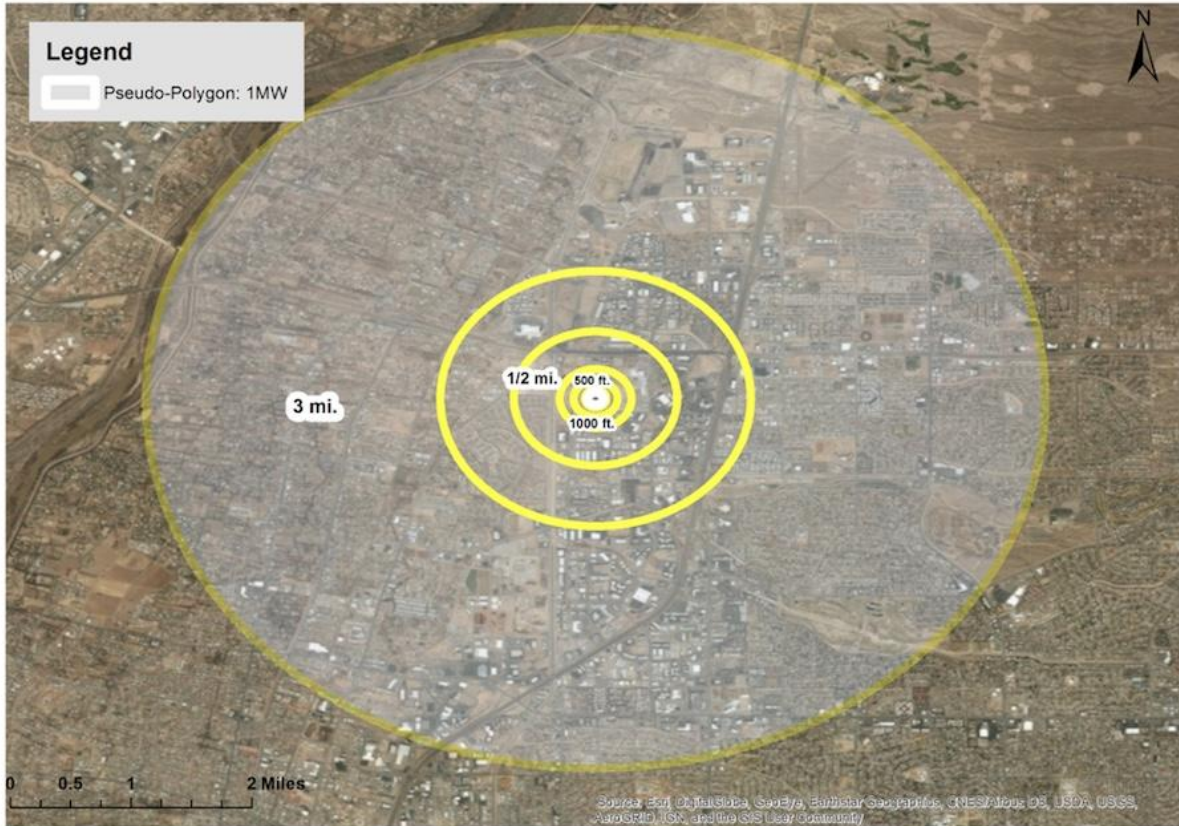 Legend
Pseudo-Polygon: 1MW
N
1/2 mi.
500 ft.
3 mi.
1000 ft.
0 0.5 1 2 Miles
Source: Esri, DigitalGlobe, GeoEye, Earthstar Geographics, CNES/Airbus DS, USDA, USGS,
AeroGRID, IGN, and the GIS User Community